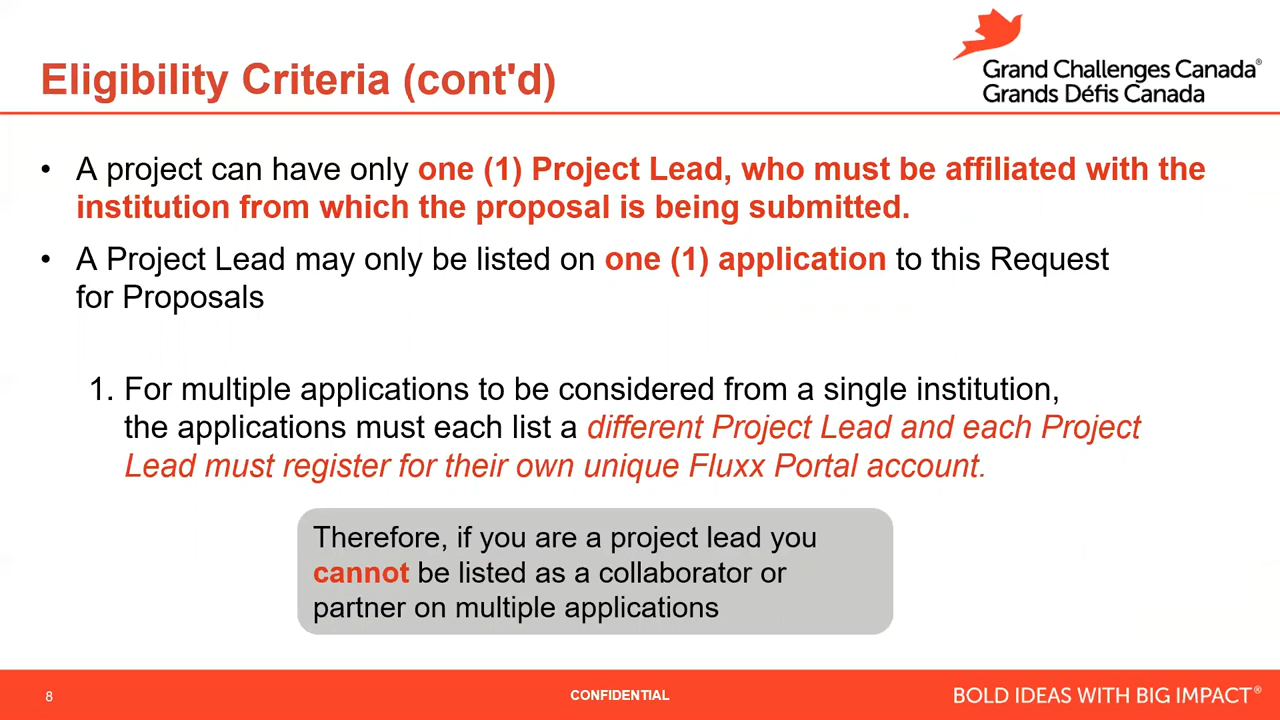 Eligibility Criteria (cont'd)
Grand Challenges Canada®
Grands Défis Canada
• A project can have only one (1) Project Lead, who must be affiliated with the
institution from which the proposal is being submitted.
• A Project Lead may only be listed on one (1) application to this Request
for Proposals
1. For multiple applications to be considered from a single institution,
the applications must each list a different Project Lead and each Project
Lead must register for their own unique Fluxx Portal account.
Therefore, if you are a project lead you
cannot be listed as a collaborator or
partner on multiple applications
8
CONFIDENTIAL
BOLD IDEAS WITH BIG IMPACT®